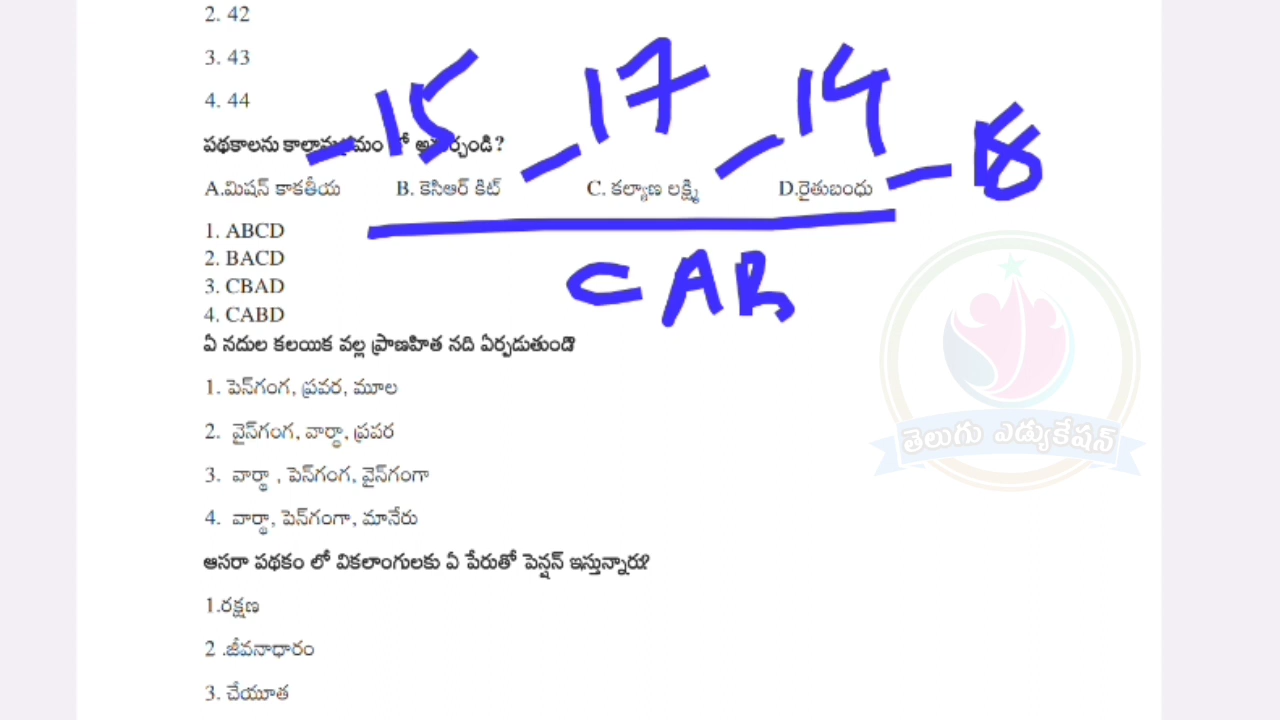 2. 42
3. 43
4. 44
_ 15 _ 17 _ 14 _ 18
పథకాలను కాలానుక్రమం లో అమర్చండి?
A.మిషన్ కాకతీయ B. కెసిఆర్ కిట్ C. కల్యాణ లక్ష్మి D.రైతుబంధు
1. ABCD
2. BACD
3. CBAD
4. CABD
CAB
ఏ నదుల కలయిక వల్ల ప్రాణహిత నది ఏర్పడుతుంది?
1. పెన్‌గంగ, ప్రవర, మూల
2. వైన్‌గంగ, వార్ధా, ప్రవర
3. వార్ధా , పెన్‌గంగ, వైన్‌గంగా
4. వార్ధా, పెన్‌గంగా, మానేరు
తెలుగు ఎడ్యుకేషన్
ఆసరా పథకం లో వికలాంగులకు ఏ పేరుతో పెన్షన్ ఇస్తున్నారు?
1.రక్షణ
2 .జీవనాధారం
3. చేయూత